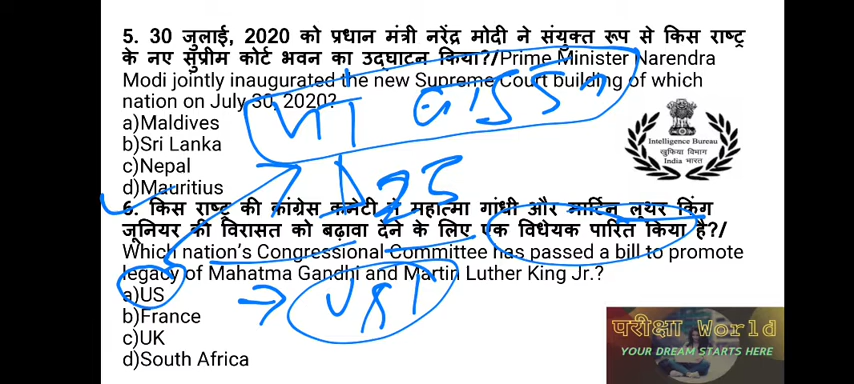 5. 30 जुलाई, 2020 को प्रधान मंत्री नरेंद्र मोदी ने संयुक्त रूप से किस राष्ट्र
के नए सुप्रीम कोर्ट भवन का उद्घाटन किया?/Prime Minister Narendra
Modi jointly inaugurated the new Supreme Court building of which
nation on July 30, 2020?
a)Maldives
b)Sri Lanka
c)Nepal
d)Mauritius
6. किस राष्ट्र की कांग्रेस कमेटी ने महात्मा गांधी और मार्टिन लूथर किंग
जूनियर की विरासत को बढ़ावा देने के लिए एक विधेयक पारित किया है?/
Which nation's Congressional Committee has passed a bill to promote
legacy of Mahatma Gandhi and Martin Luther King Jr.?
a)US
b)France
c)UK
d)South Africa
Intelligence Bureau
खुफिया विभाग
India भारत
25
परीक्षा World
YOUR DREAM STARTS HERE